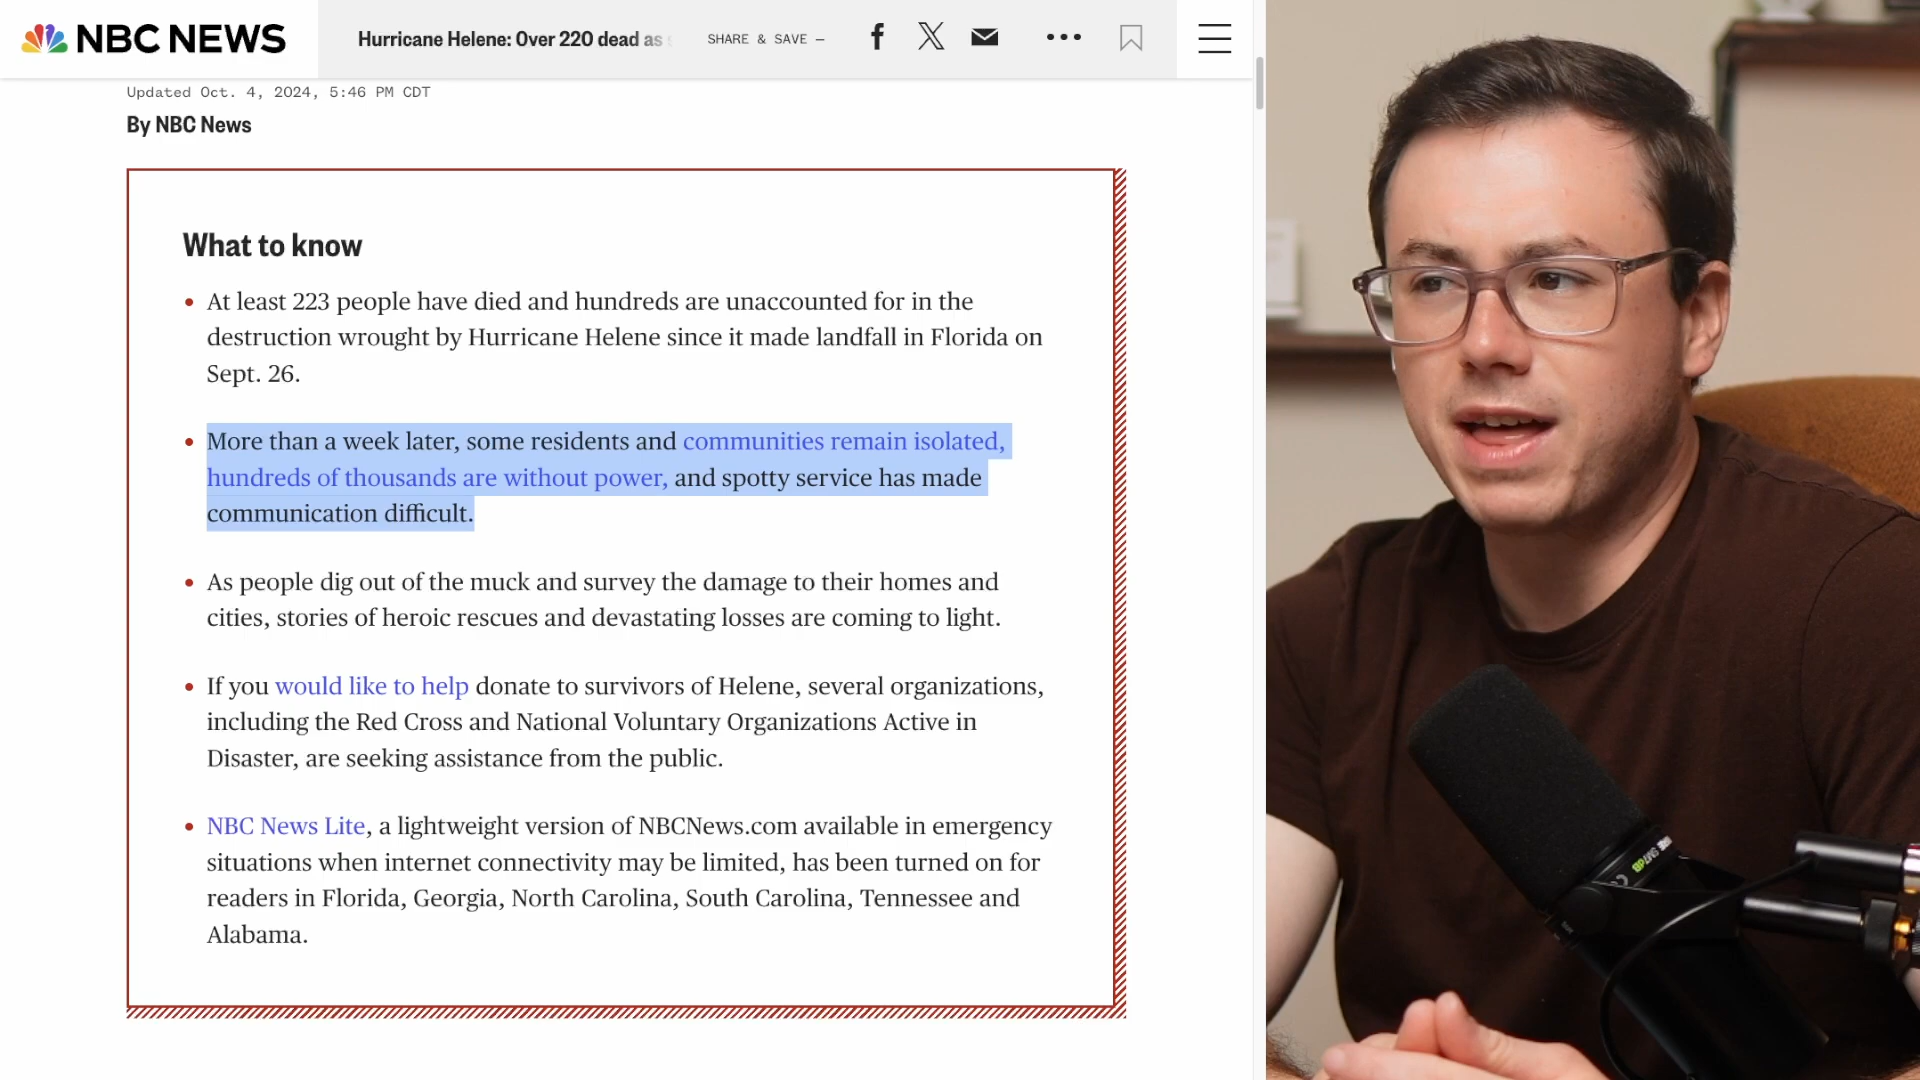 NBC NEWS
Hurricane Helene: Over 220 dead as
SHARE & SAVE —
Updated Oct. 4, 2024, 5:46 PM CDT
By NBC News
What to know
• At least 223 people have died and hundreds are unaccounted for in the
destruction wrought by Hurricane Helene since it made landfall in Florida on
Sept. 26.
• More than a week later, some residents and communities remain isolated,
hundreds of thousands are without power, and spotty service has made
communication difficult.
• As people dig out of the muck and survey the damage to their homes and
cities, stories of heroic rescues and devastating losses are coming to light.
• If you would like to help donate to survivors of Helene, several organizations,
including the Red Cross and National Voluntary Organizations Active in
Disaster, are seeking assistance from the public.
• NBC News Lite, a lightweight version of NBCNews.com available in emergency
situations when internet connectivity may be limited, has been turned on for
readers in Florida, Georgia, North Carolina, South Carolina, Tennessee and
Alabama.